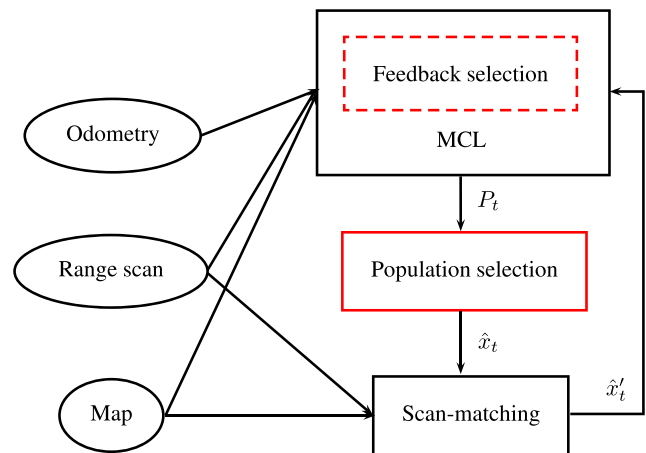 Feedback selection
Odometry
MCL
P_t
Range scan
Population selection
x̂_t
x̂′_t
Map
Scan-matching